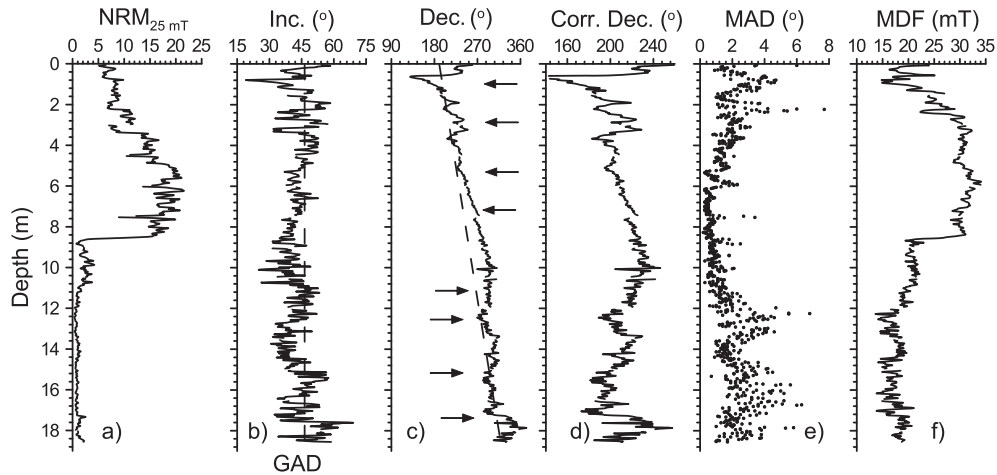 NRM25 mT Inc. (o) Dec. (o) Corr. Dec. (o) MAD (o) MDF (mT)
0 5 10 15 20 25 15 30 45 60 75 90 180 270 360 160 200 240 0 2 4 6 8 10 15 20 25 30 35
0
2
4
6
8
10
12
14
16
18
Depth (m)
a) b) c) d) e) f)
GAD